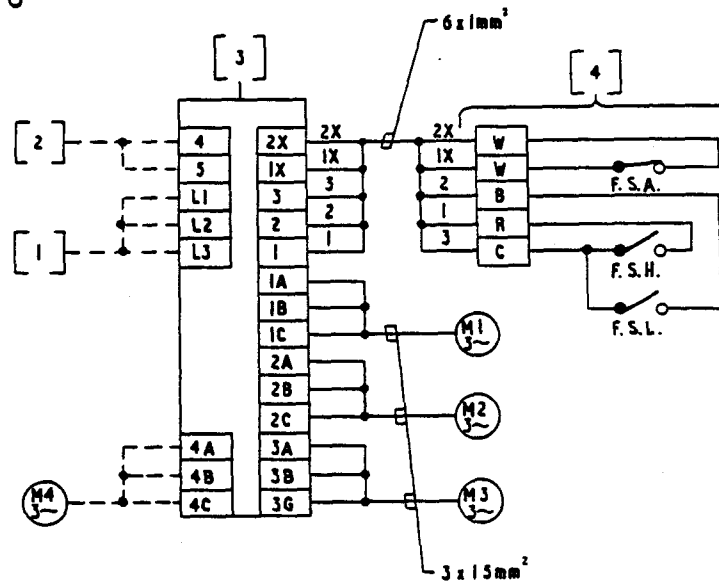 6 x 1mm²
3
4
2
1
4
5
L1
L2
L3
2X
1X
3
2
1
1A
1B
1C
2A
2B
2C
3A
3B
3G
4A
4B
4C
2X
1X
3
2
1
2X
1X
2
1
3
W
W
B
R
C
F. S. A.
F. S. H.
F. S. L.
M1
3~
M2
3~
M3
3~
M4
3~
3 x 1 5mm²